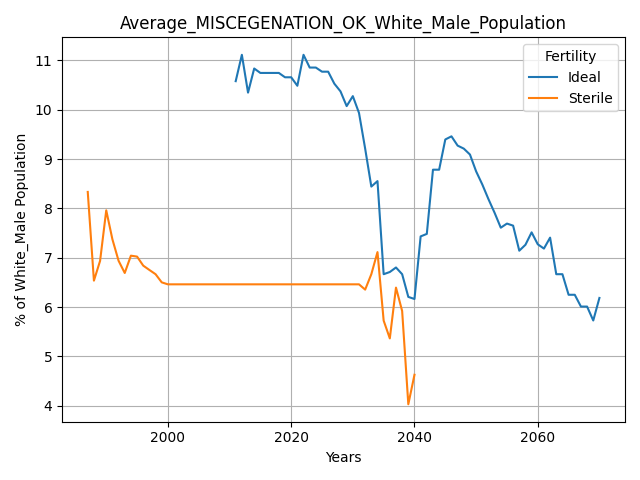 Average_MISCEGENATION_OK_White_Male_Population
Fertility
Ideal
Sterile
% of White_Male Population
11
10
9
8
7
6
5
4
2000
2020
2040
2060
Years